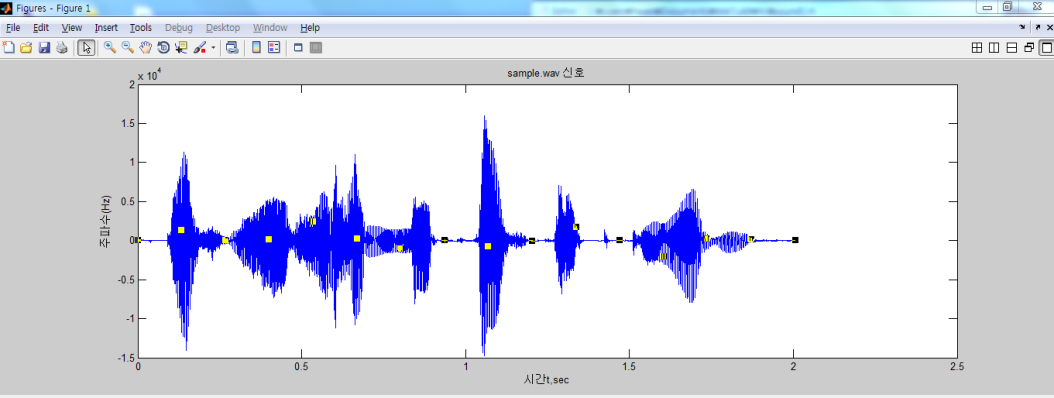 Figures - Figure 1
File Edit View Insert Tools Debug Desktop Window Help
x 10⁴
sample.wav 신호
2
1.5
1
0.5
0
-0.5
-1
-1.5
주파수(Hz)
0 0.5 1 1.5 2 2.5
시간t,sec